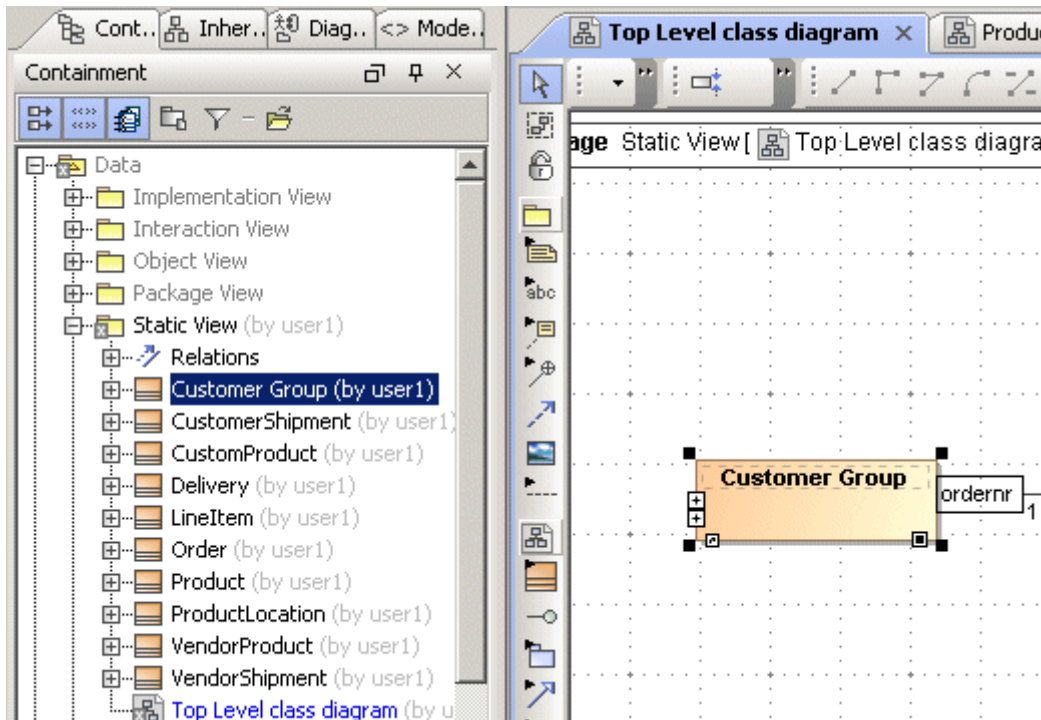 Cont.. Inher.. Diag.. <> Mode..
Containment
Data
Implementation View
Interaction View
Object View
Package View
Static View (by user1)
Relations
Customer Group (by user1)
CustomerShipment (by user1)
CustomProduct (by user1)
Delivery (by user1)
LineItem (by user1)
Order (by user1)
Product (by user1)
ProductLocation (by user1)
VendorProduct (by user1)
VendorShipment (by user1)
Top Level class diagram (by u
Top Level class diagram × Produ
age Static View [ Top Level class diagra
abc
Customer Group
ordernr
1